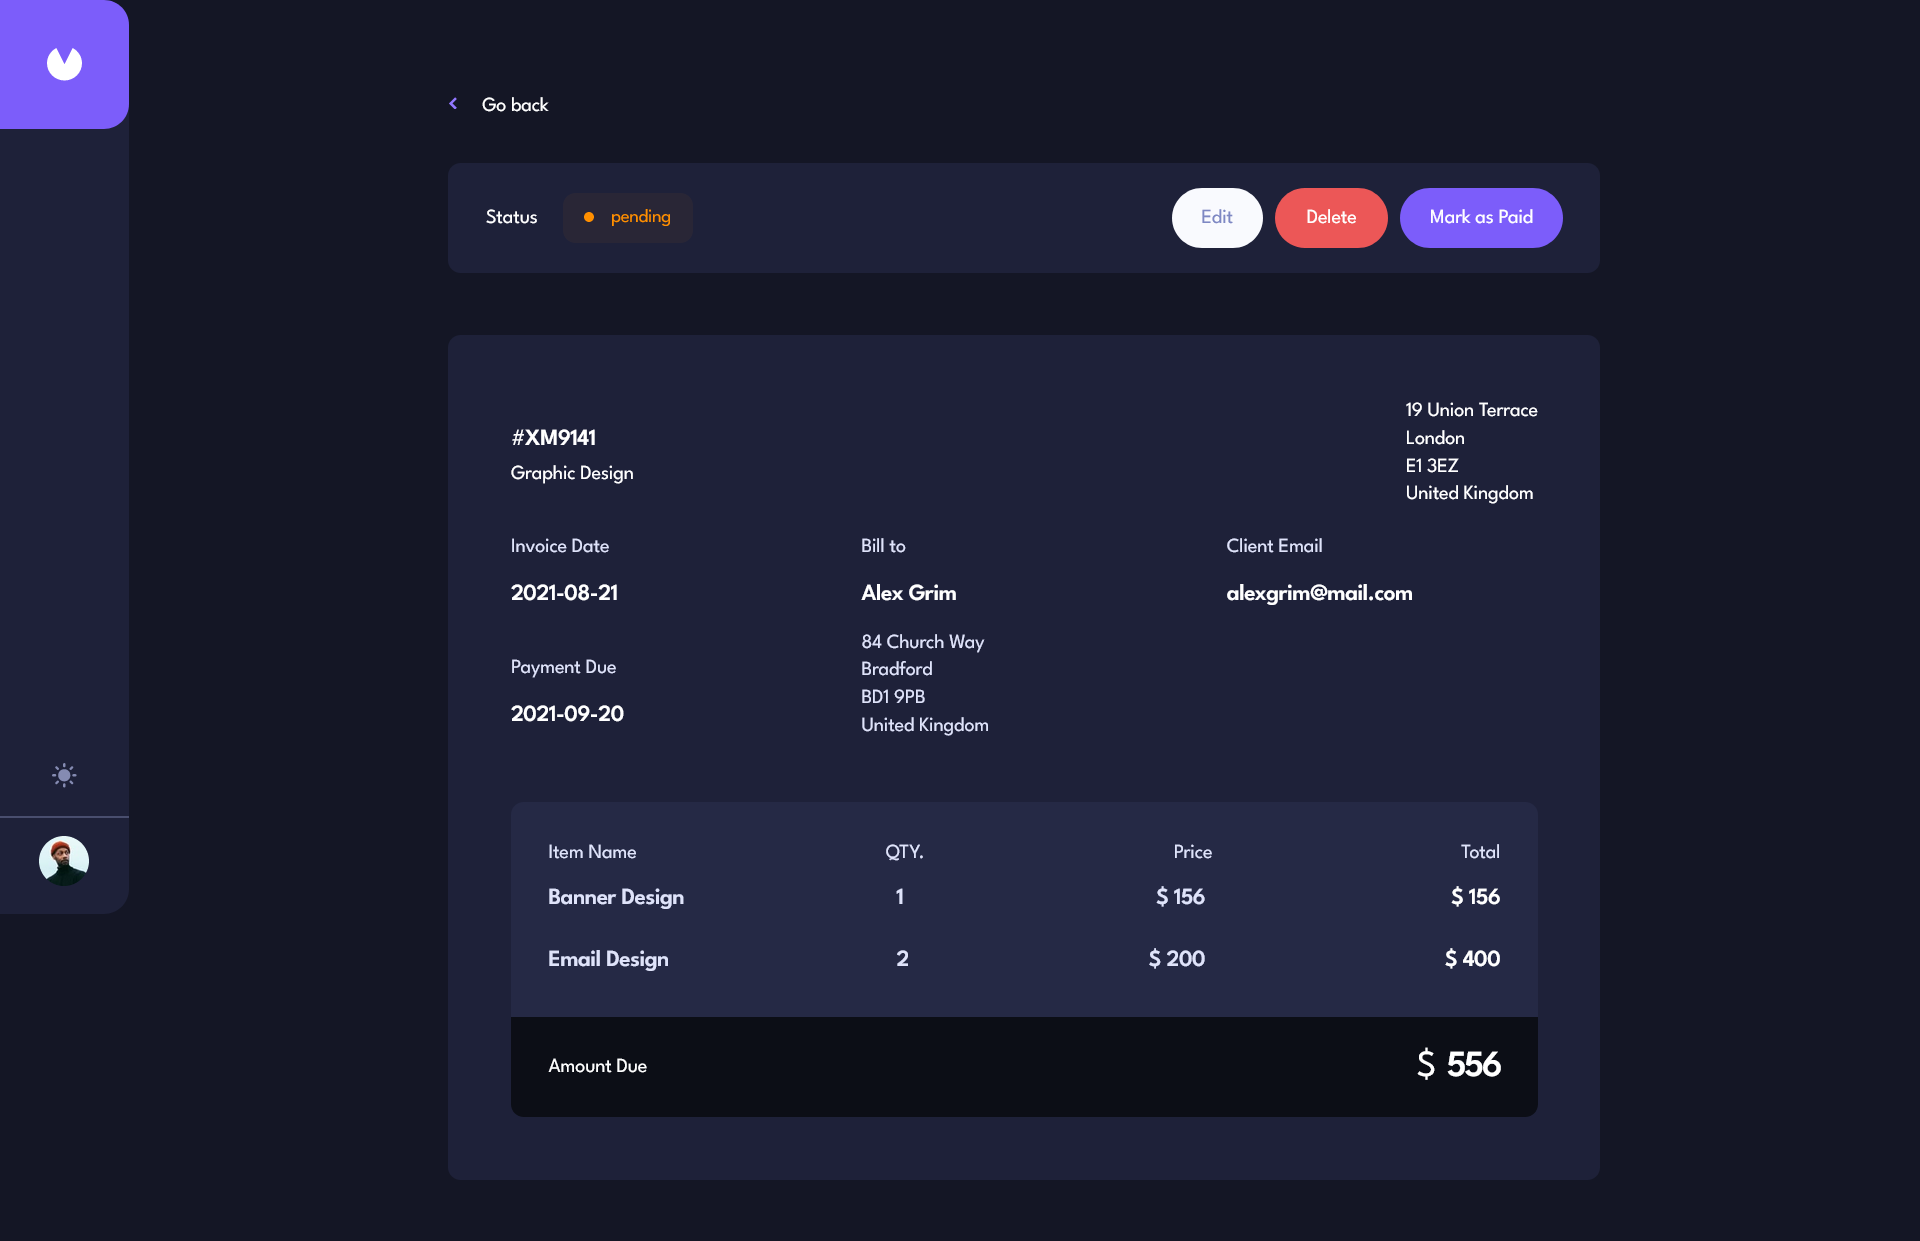 Go back
Status
pending
Edit
Delete
Mark as Paid
#XM9141
Graphic Design
19 Union Terrace
London
E1 3EZ
United Kingdom
Invoice Date
2021-08-21
Payment Due
2021-09-20
Bill to
Alex Grim
84 Church Way
Bradford
BD1 9PB
United Kingdom
Client Email
alexgrim@mail.com
Item Name QTY. Price Total
Banner Design 1 $ 156 $ 156
Email Design 2 $ 200 $ 400
Amount Due $ 556